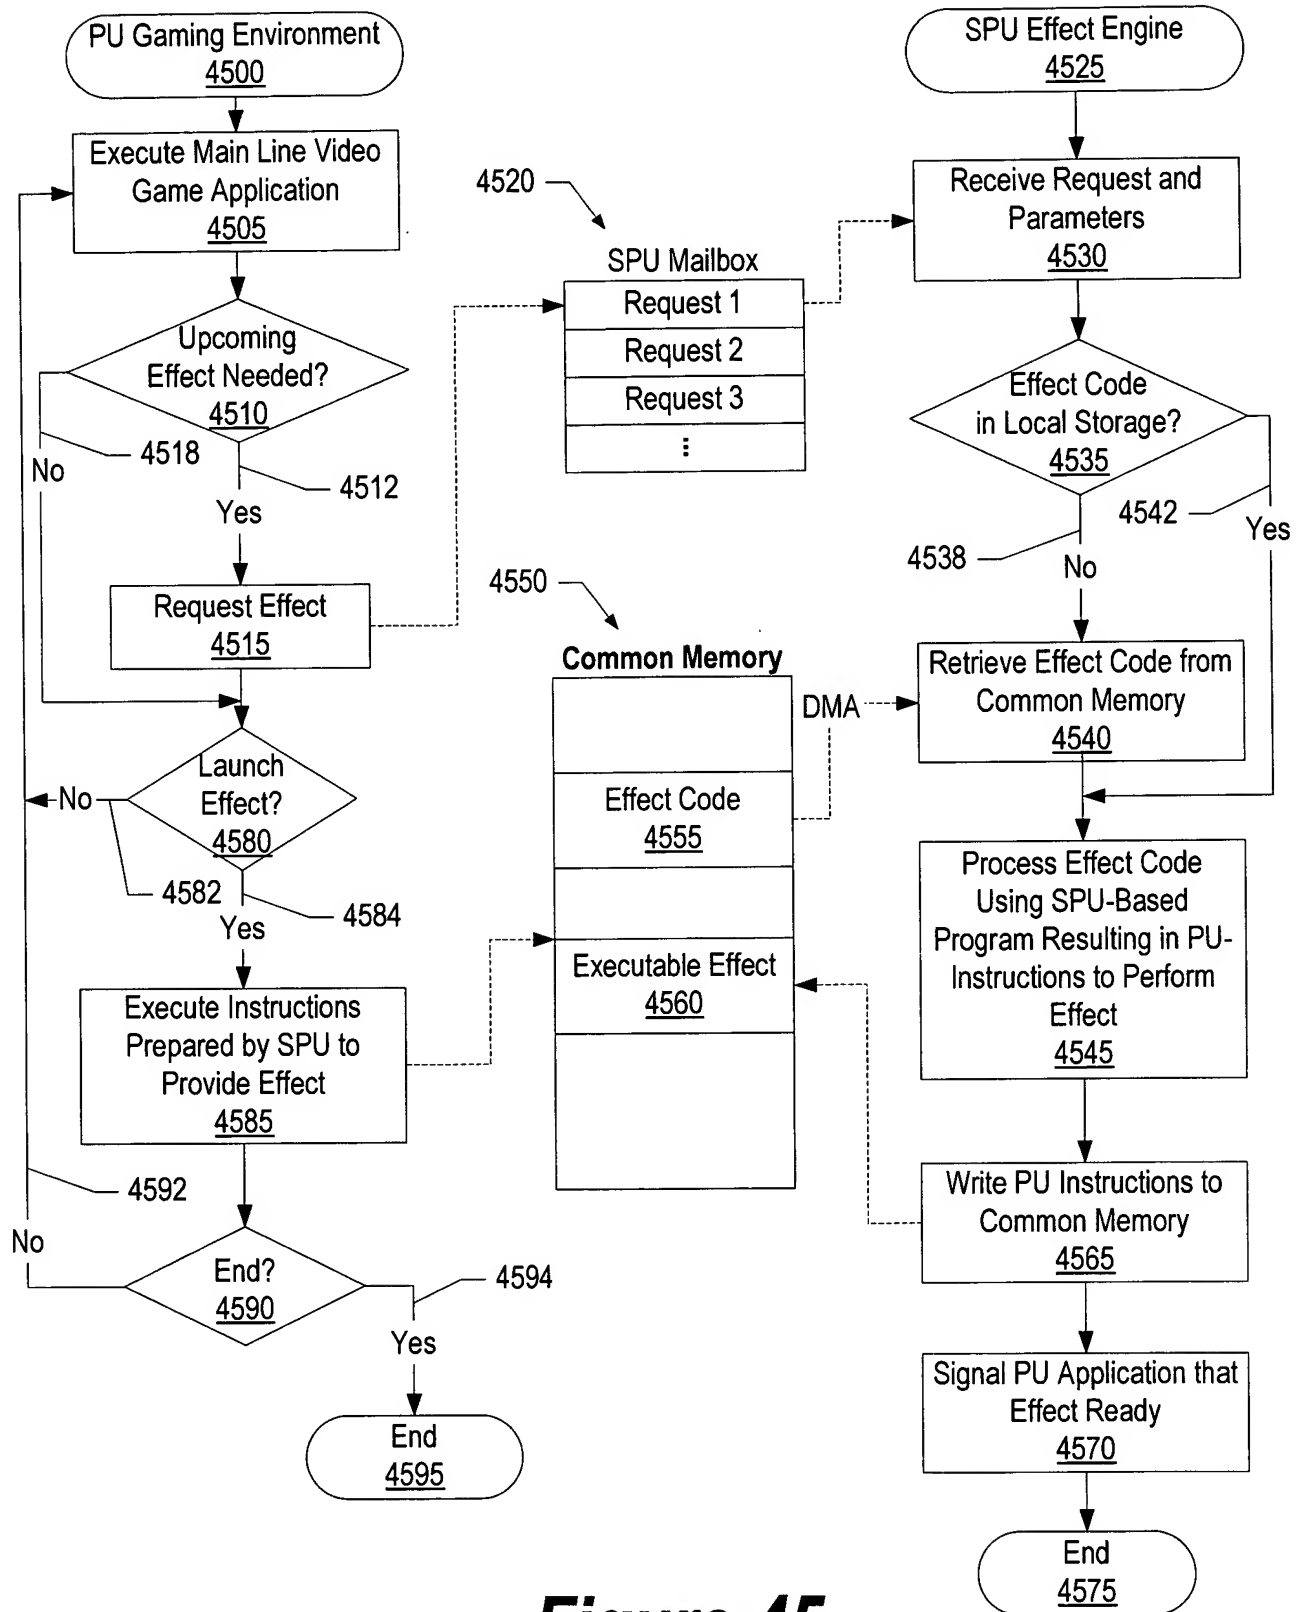 PU Gaming Environment
4500
Execute Main Line Video
Game Application
4505
Upcoming
Effect Needed?
4510
4518
No
4512
Yes
Request Effect
4515
Launch
Effect?
4580
No
4582
4584
Yes
Execute Instructions
Prepared by SPU to
Provide Effect
4585
4592
No
End?
4590
4594
Yes
End
4595
4520
SPU Mailbox
Request 1
Request 2
Request 3
...
4550
Common Memory
DMA
Effect Code
4555
Executable Effect
4560
SPU Effect Engine
4525
Receive Request and
Parameters
4530
Effect Code
in Local Storage?
4535
4542
Yes
4538
No
Retrieve Effect Code from
Common Memory
4540
Process Effect Code
Using SPU-Based
Program Resulting in PU-
Instructions to Perform
Effect
4545
Write PU Instructions to
Common Memory
4565
Signal PU Application that
Effect Ready
4570
End
4575
Figure 45